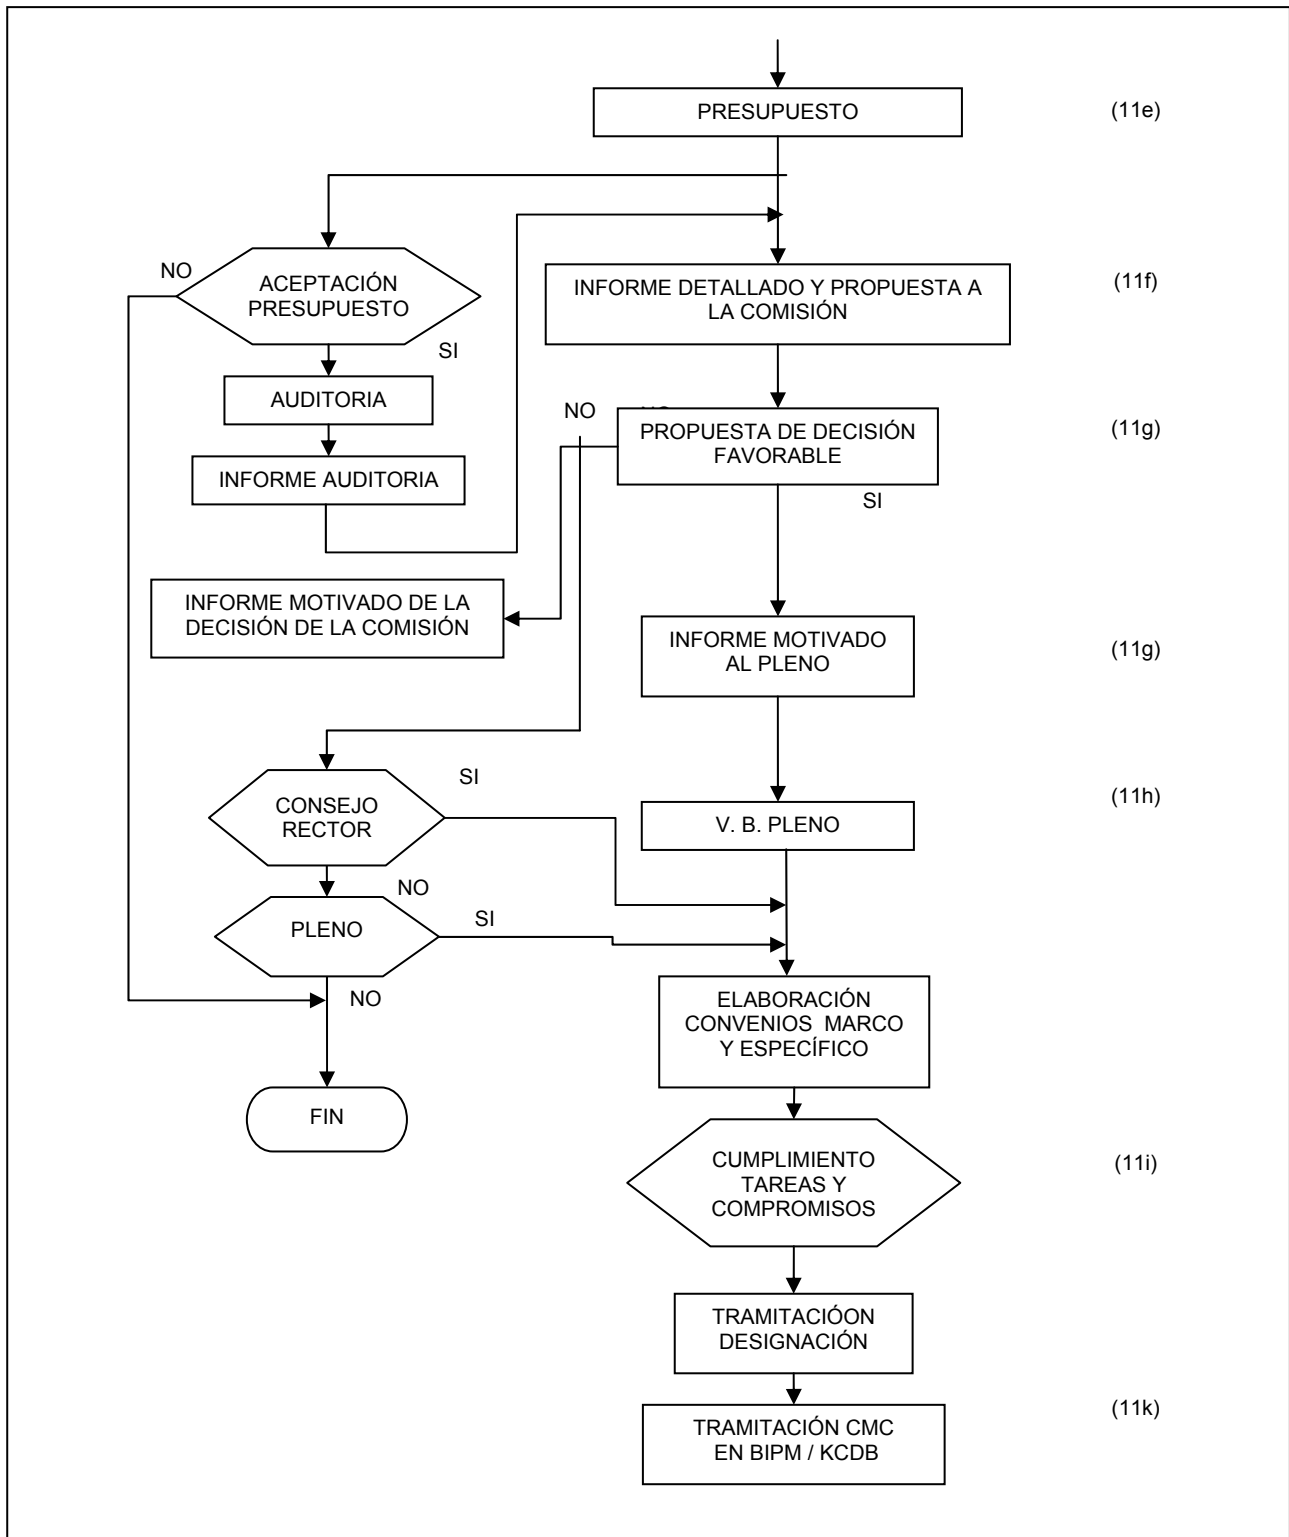 PRESUPUESTO
(11e)
NO
ACEPTACIÓN
PRESUPUESTO
SI
INFORME DETALLADO Y PROPUESTA A
LA COMISIÓN
(11f)
AUDITORIA
INFORME AUDITORIA
NO
NO
PROPUESTA DE DECISIÓN
FAVORABLE
SI
(11g)
INFORME MOTIVADO DE LA
DECISIÓN DE LA COMISIÓN
INFORME MOTIVADO
AL PLENO
(11g)
CONSEJO
RECTOR
SI
NO
V. B. PLENO
(11h)
PLENO
SI
NO
ELABORACIÓN
CONVENIOS MARCO
Y ESPECÍFICO
FIN
CUMPLIMIENTO
TAREAS Y
COMPROMISOS
(11i)
TRAMITACIÓON
DESIGNACIÓN
TRAMITACIÓN CMC
EN BIPM / KCDB
(11k)